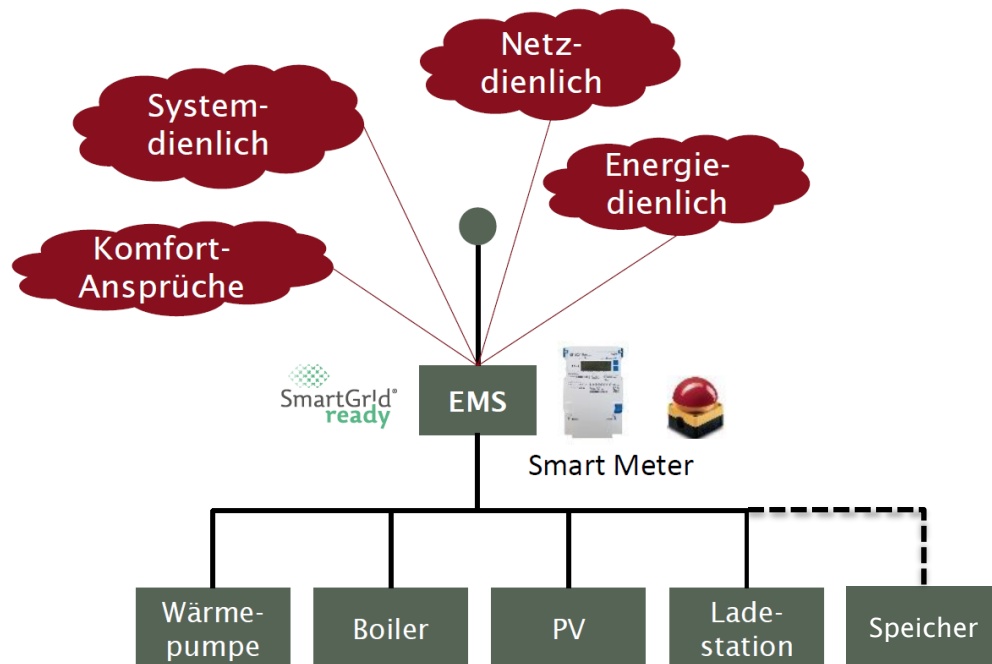 Netz-
dienlich
System-
dienlich
Energie-
dienlich
Komfort-
Ansprüche
SmartGr!d®
ready
EMS
Smart Meter
Wärme-
pumpe
Boiler
PV
Lade-
station
Speicher